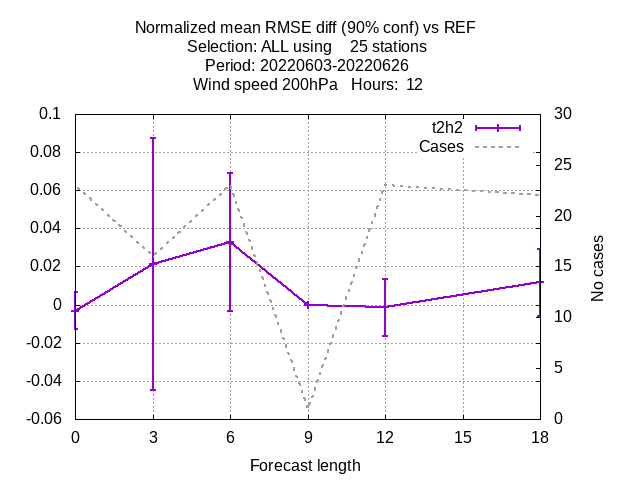 Normalized mean RMSE diff (90% conf) vs REF
Selection: ALL using    25 stations
Period: 20220603-20220626
Wind speed 200hPa   Hours:  12
t2h2
Cases
0.1
0.08
0.06
0.04
0.02
0
-0.02
-0.04
-0.06
30
25
20
15
10
5
0
No cases
0 3 6 9 12 15 18
Forecast length